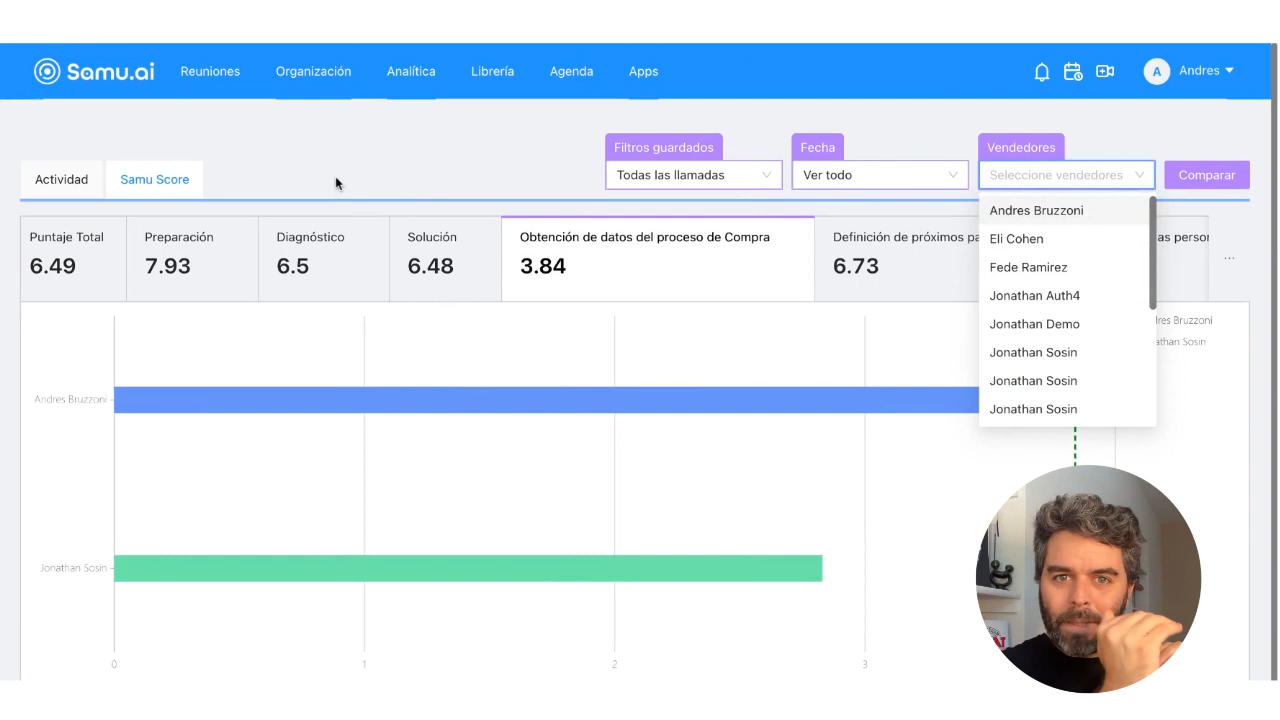 Samu.ai Reuniones Organización Analítica Librería Agenda Apps A Andres
Filtros guardados Fecha Vendedores
Actividad Samu Score Todas las llamadas Ver todo Seleccione vendedores Comparar
Puntaje Total Preparación Diagnóstico Solución Obtención de datos del proceso de Compra Definición de próximos
6.49 7.93 6.5 6.48 3.84 6.73 ...
Andres Bruzzoni
Eli Cohen
Fede Ramirez
Jonathan Auth4
Jonathan Demo
Jonathan Sosin
Jonathan Sosin
Jonathan Sosin
Bruzzoni
Sosin
Andres Bruzzoni
Jonathan Sosin
0 1 2 3